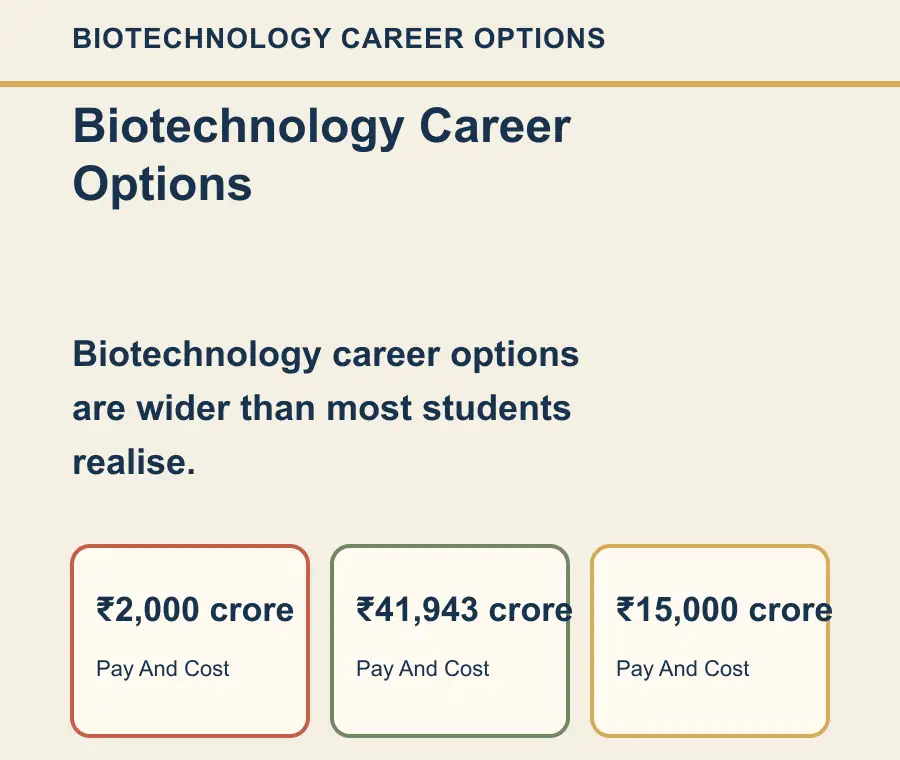 BIOTECHNOLOGY CAREER OPTIONS
Biotechnology Career
Options
Biotechnology career options
are wider than most students
realise.
₹2,000 crore
Pay And Cost
₹41,943 crore
Pay And Cost
₹15,000 crore
Pay And Cost